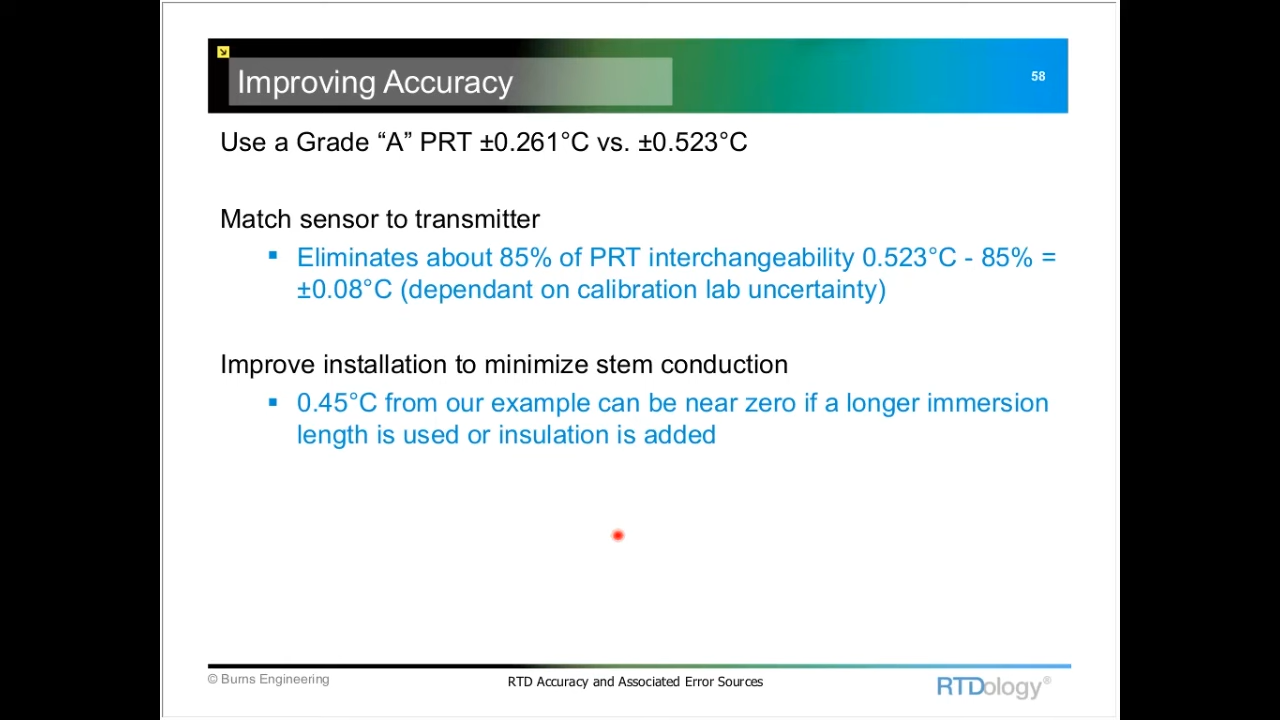 Improving Accuracy
58
Use a Grade “A” PRT ±0.261°C vs. ±0.523°C
Match sensor to transmitter
▪ Eliminates about 85% of PRT interchangeability 0.523°C - 85% =
±0.08°C (dependant on calibration lab uncertainty)
Improve installation to minimize stem conduction
▪ 0.45°C from our example can be near zero if a longer immersion
length is used or insulation is added
© Burns Engineering
RTD Accuracy and Associated Error Sources
RTDology®